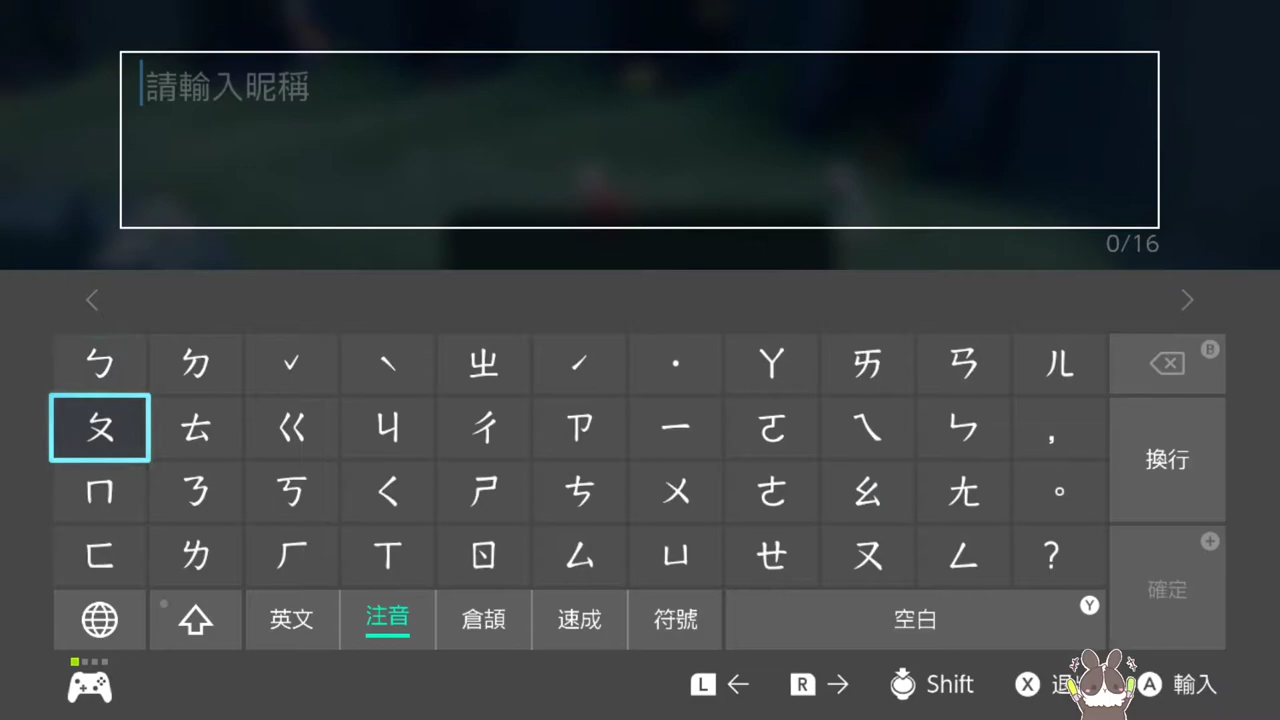 請輸入昵稱
0/16
ㄅ ㄉ ˇ ˋ ㄓ ˊ ˙ ㄚ ㄞ ㄢ ㄦ B
ㄆ ㄊ ㄍ ㄐ ㄔ ㄗ ㄧ ㄛ ㄟ ㄣ ,
換行
ㄇ ㄋ ㄎ ㄑ ㄕ ㄘ ㄨ ㄜ ㄠ ㄤ 。
ㄈ ㄌ ㄏ ㄒ ㄖ ㄙ ㄩ ㄝ ㄡ ㄥ ?
確定
英文 注音 倉頡 速成 符號 空白 Y
L ← R → Shift X 退 A 輸入